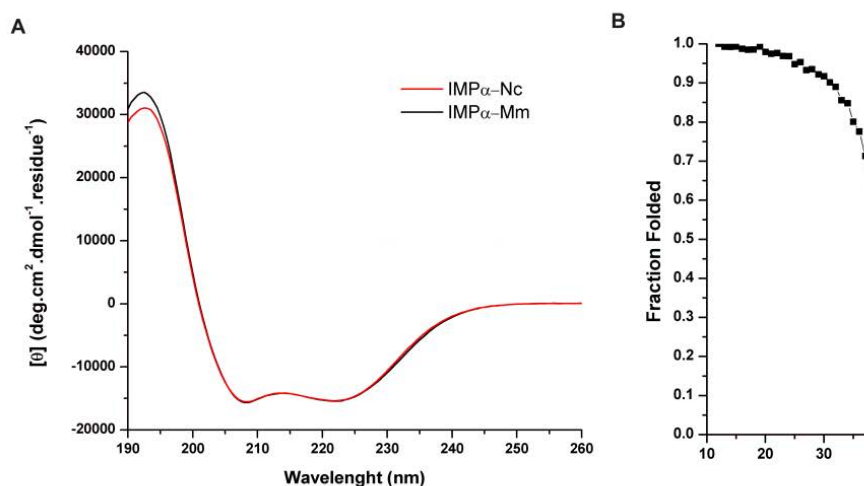 A
B
[θ] (deg.cm².dmol⁻¹.residue⁻¹)
40000
30000
20000
10000
0
-10000
-20000
IMPα–Nc
IMPα–Mm
190 200 210 220 230 240 250 260
Wavelenght (nm)
Fraction Folded
1.0
0.9
0.8
0.7
0.6
0.5
0.4
0.3
0.2
0.1
0.0
10 20 30